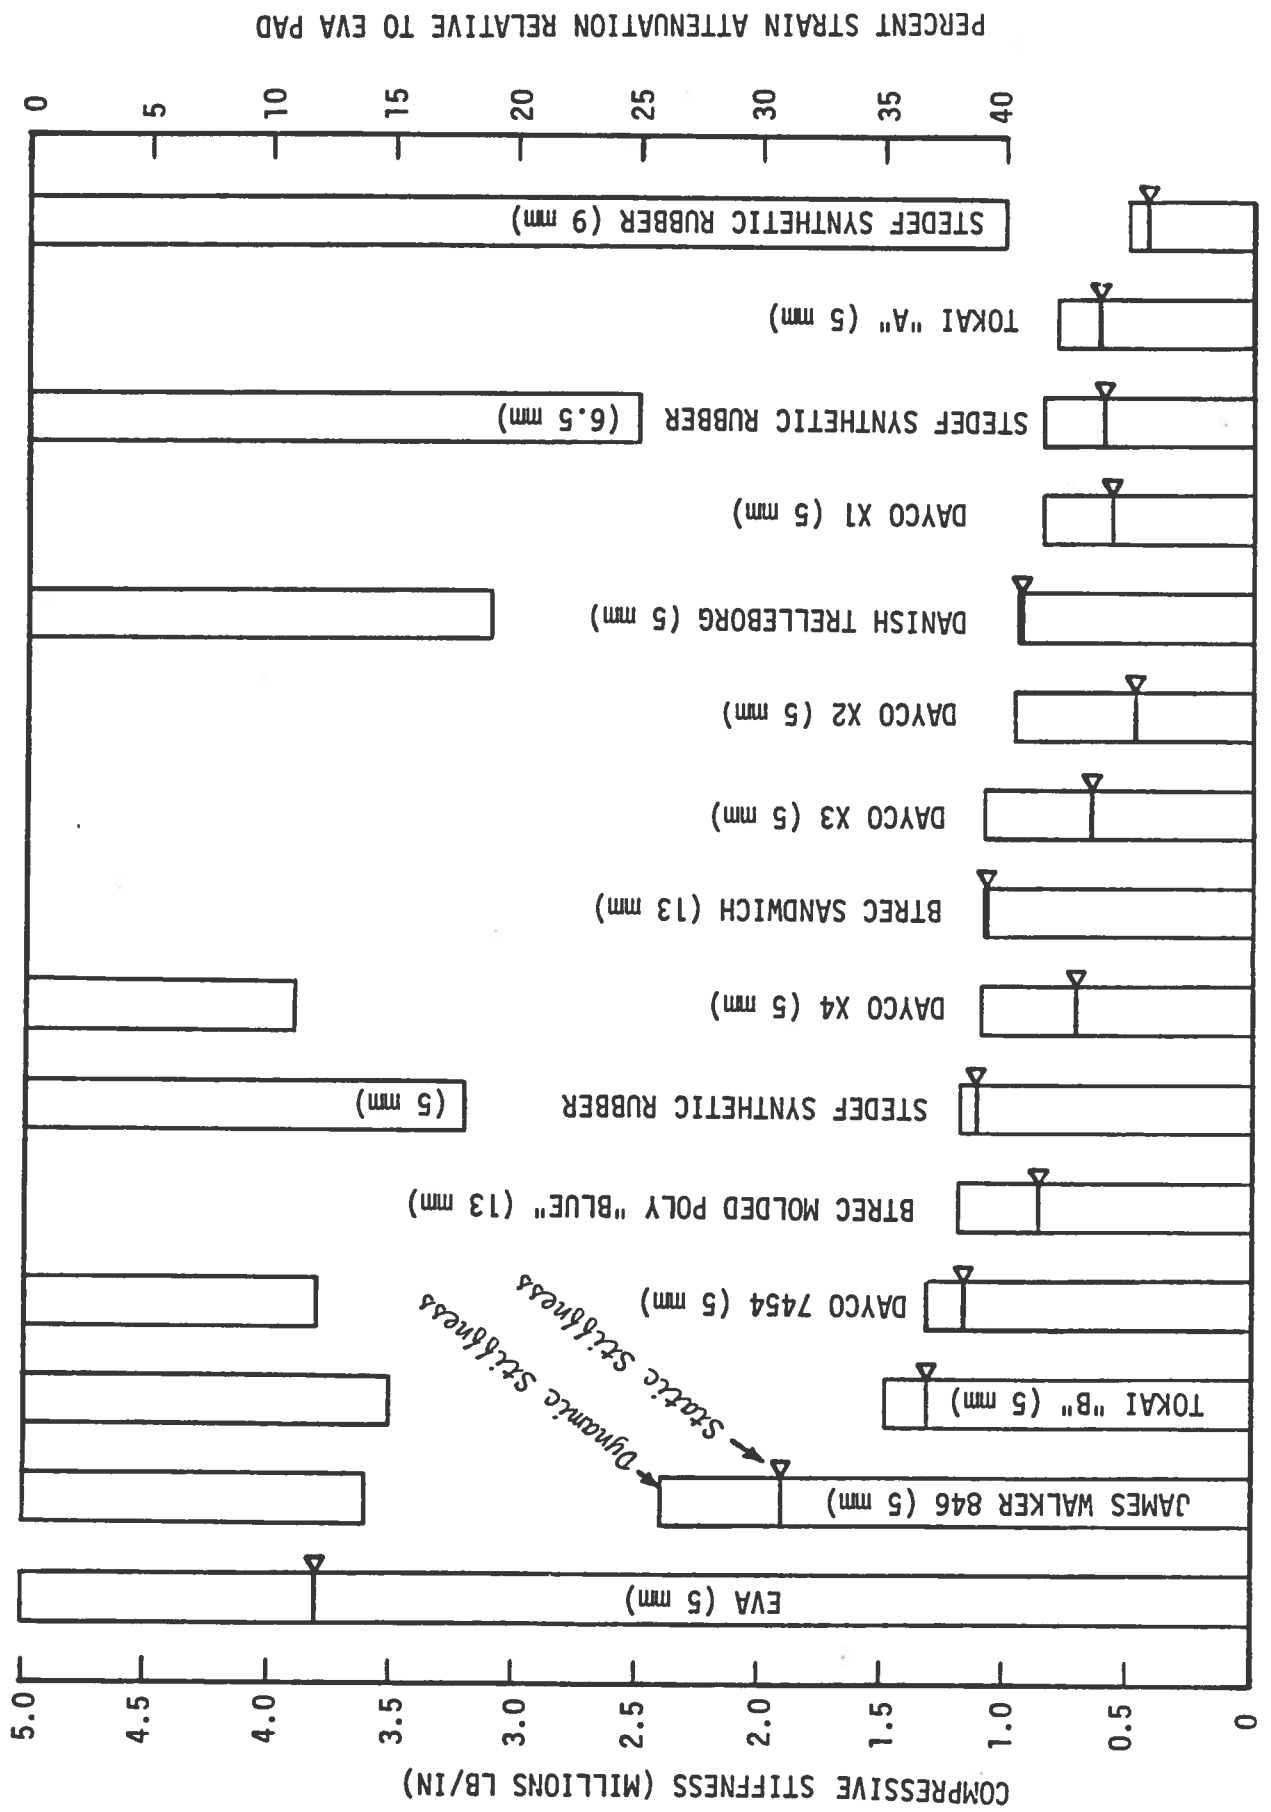 COMPRESSIVE STIFFNESS (MILLIONS LB/IN)
0
0.5
1.0
1.5
2.0
2.5
3.0
3.5
4.0
4.5
5.0
EVA (5 mm)
JAMES WALKER 846 (5 mm)
Dynamic Stiffness
Static Stiffness
TOKAI "B" (5 mm)
DAYCO 7454 (5 mm)
BTREC MOLDED POLY "BLUE" (13 mm)
STEDEF SYNTHETIC RUBBER
(5 mm)
DAYCO X4 (5 mm)
BTREC SANDWICH (13 mm)
DAYCO X3 (5 mm)
DAYCO X2 (5 mm)
DANISH TRELLEBORG (5 mm)
DAYCO X1 (5 mm)
STEDEF SYNTHETIC RUBBER
(6.5 mm)
TOKAI "A" (5 mm)
STEDEF SYNTHETIC RUBBER (9 mm)
40
35
30
25
20
15
10
5
0
PERCENT STRAIN ATTENUATION RELATIVE TO EVA PAD